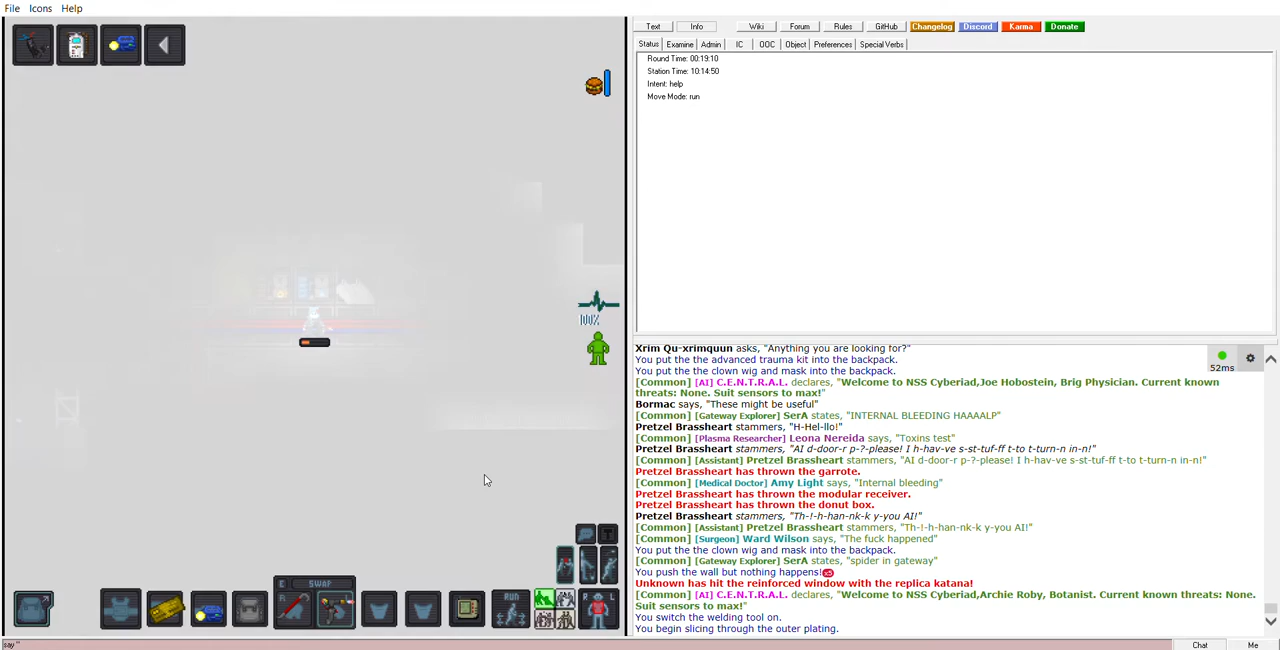 File Icons Help
Text Info Wiki Forum Rules GitHub Changelog Discord Karma Donate
Status Examine Admin IC OOC Object Preferences Special Verbs
Round Time: 00:19:10
Station Time: 10:14:50
Intent: help
Move Mode: run
100%
Xrim Qu-xrimquun asks, "Anything you are looking for?"
You put the the advanced trauma kit into the backpack.
You put the the clown wig and mask into the backpack.
[Common] [AI] C.E.N.T.R.A.L. declares, "Welcome to NSS Cyberiad,Joe Hobostein, Brig Physician. Current known
threats: None. Suit sensors to max!"
Bormac says, "These might be useful"
[Common] [Gateway Explorer] SerA states, "INTERNAL BLEEDING HAAAALP"
Pretzel Brassheart stammers, "H-Hel-llo!"
[Common] [Plasma Researcher] Leona Nereida says, "Toxins test"
Pretzel Brassheart stammers, "AI d-door-r p-?-please! I h-hav-ve s-st-tuf-ff t-to t-turn-n in-n!"
[Common] [Assistant] Pretzel Brassheart stammers, "AI d-door-r p-?-please! I h-hav-ve s-st-tuf-ff t-to t-turn-n in-n!"
Pretzel Brassheart has thrown the garrote.
[Common] [Medical Doctor] Amy Light says, "Internal bleeding"
Pretzel Brassheart has thrown the modular receiver.
Pretzel Brassheart has thrown the donut box.
Pretzel Brassheart stammers, "Th-!-h-han-nk-k y-you AI!"
[Common] [Assistant] Pretzel Brassheart stammers, "Th-!-h-han-nk-k y-you AI!"
[Common] [Surgeon] Ward Wilson says, "The fuck happened"
You put the the clown wig and mask into the backpack.
[Common] [Gateway Explorer] SerA states, "spider in gateway"
You push the wall but nothing happens! x3
Unknown has hit the reinforced window with the replica katana!
[Common] [AI] C.E.N.T.R.A.L. declares, "Welcome to NSS Cyberiad,Archie Roby, Botanist. Current known threats: None.
Suit sensors to max!"
You switch the welding tool on.
You begin slicing through the outer plating.
52ms
E SWAP
R
RUN
R L
say "
Chat Me